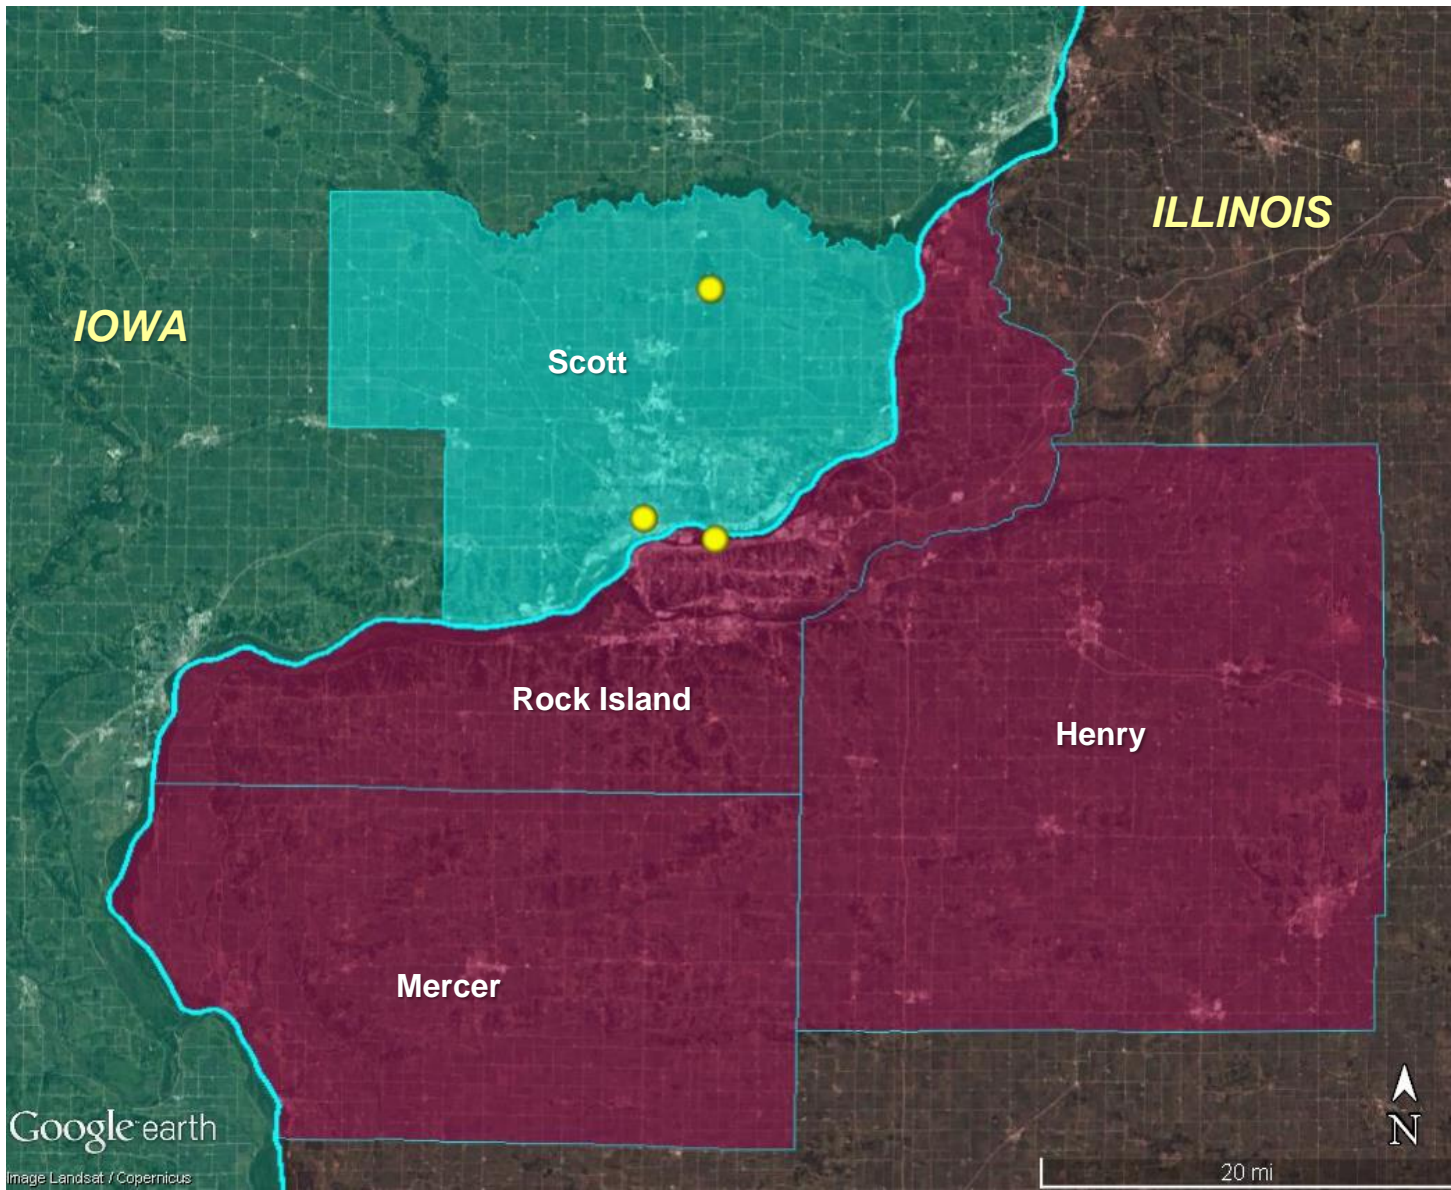 ILLINOIS
IOWA
Scott
Rock Island
Henry
Mercer
Google earth
N
Image Landsat / Copernicus
20 mi